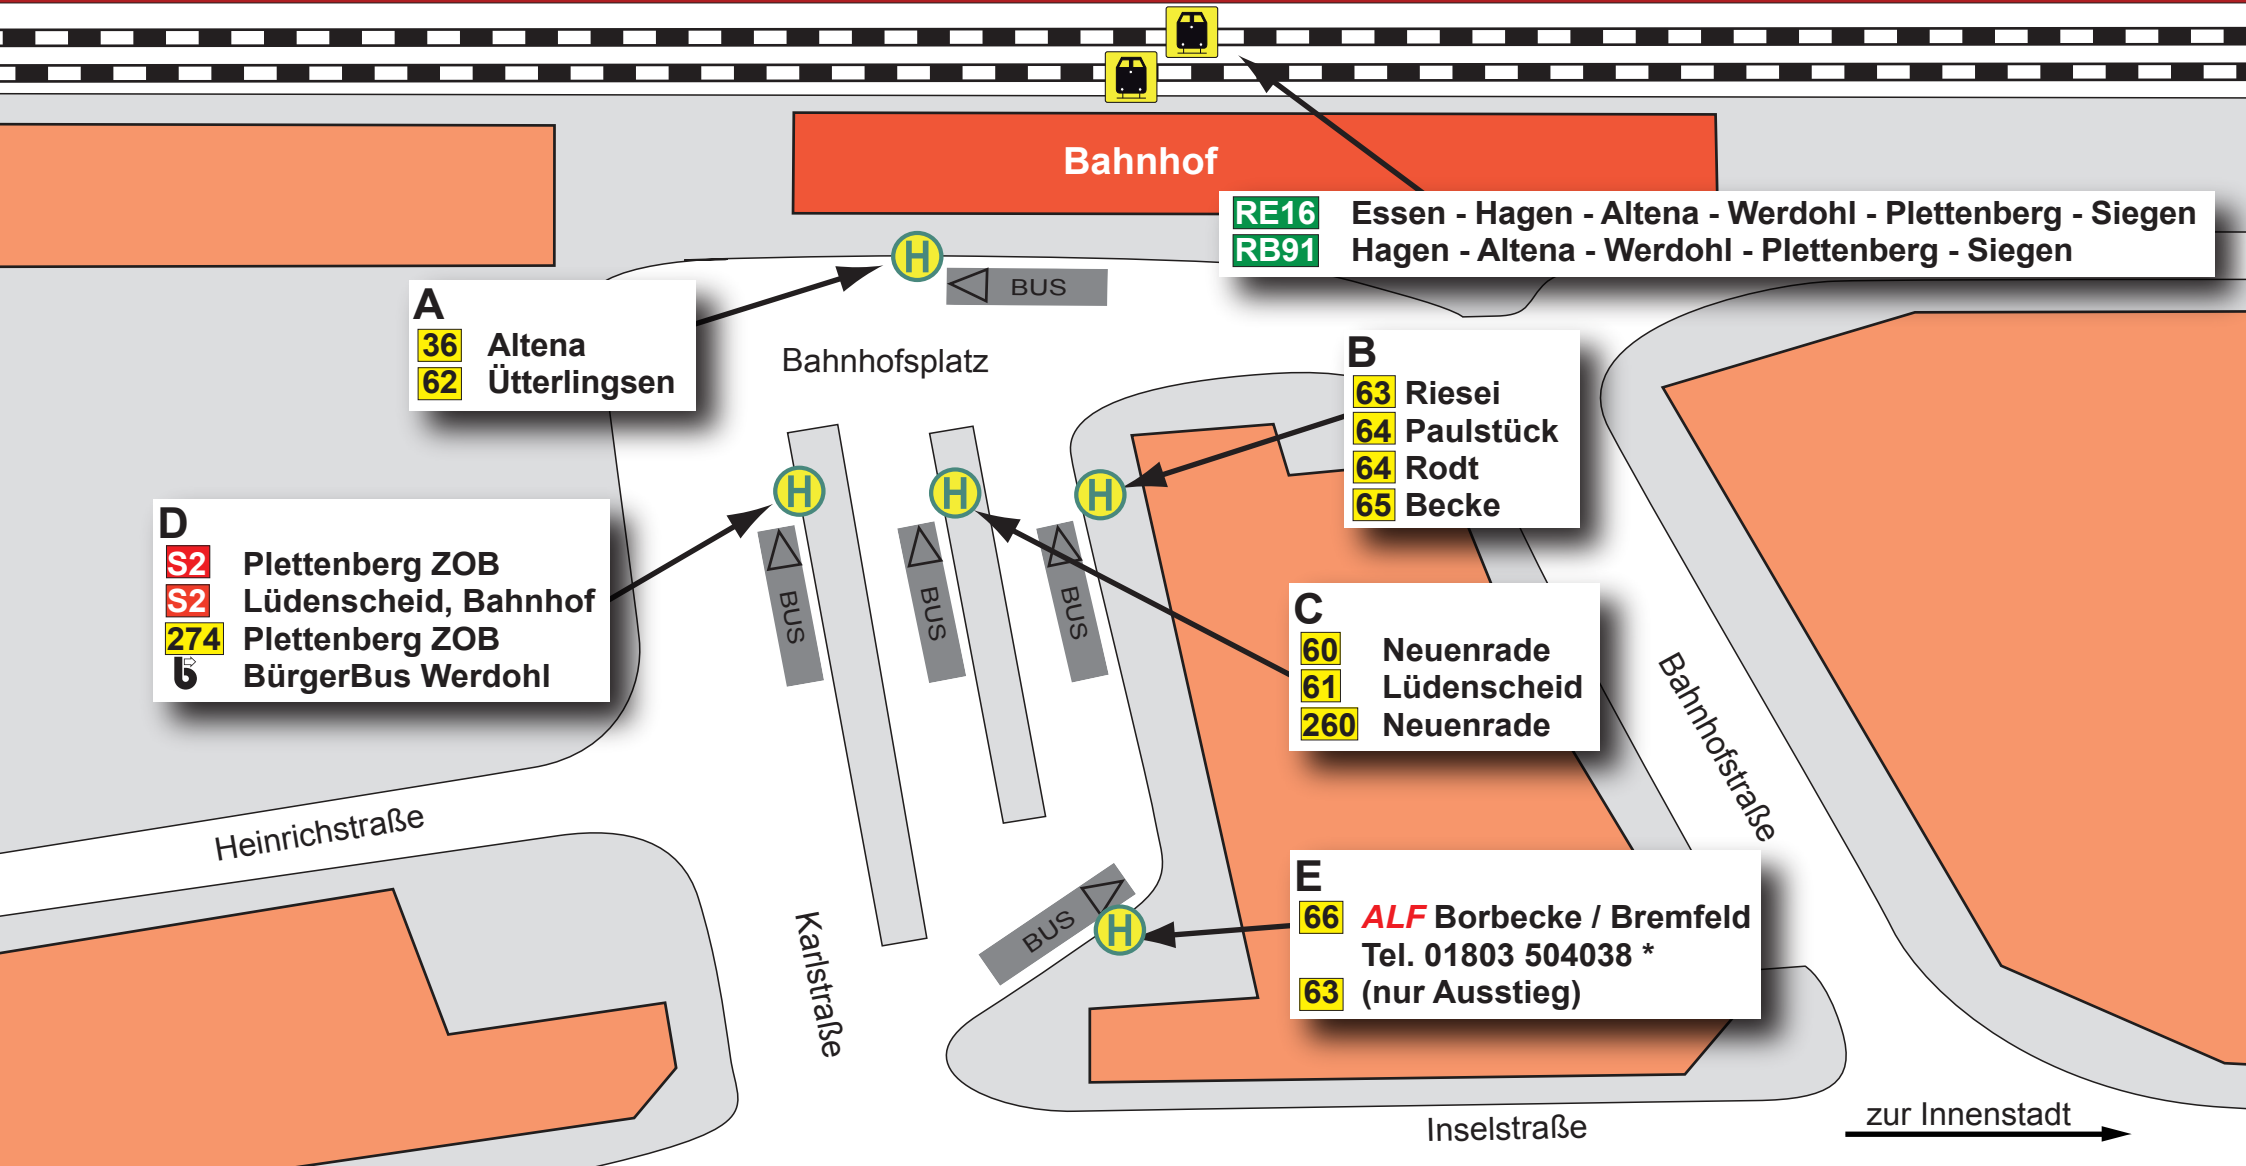 Bahnhof
RE16 Essen - Hagen - Altena - Werdohl - Plettenberg - Siegen
RB91 Hagen - Altena - Werdohl - Plettenberg - Siegen
H
BUS
A
36 Altena
62 Ütterlingsen
Bahnhofsplatz
B
63 Riesei
64 Paulstück
64 Rodt
65 Becke
H
H
H
D
S2 Plettenberg ZOB
S2 Lüdenscheid, Bahnhof
274 Plettenberg ZOB
b BürgerBus Werdohl
BUS
BUS
BUS
C
60 Neuenrade
61 Lüdenscheid
260 Neuenrade
Bahnhofstraße
Heinrichstraße
E
66 ALF Borbecke / Bremfeld
Tel. 01803 504038 *
63 (nur Ausstieg)
BUS
H
Karlstraße
Inselstraße
zur Innenstadt